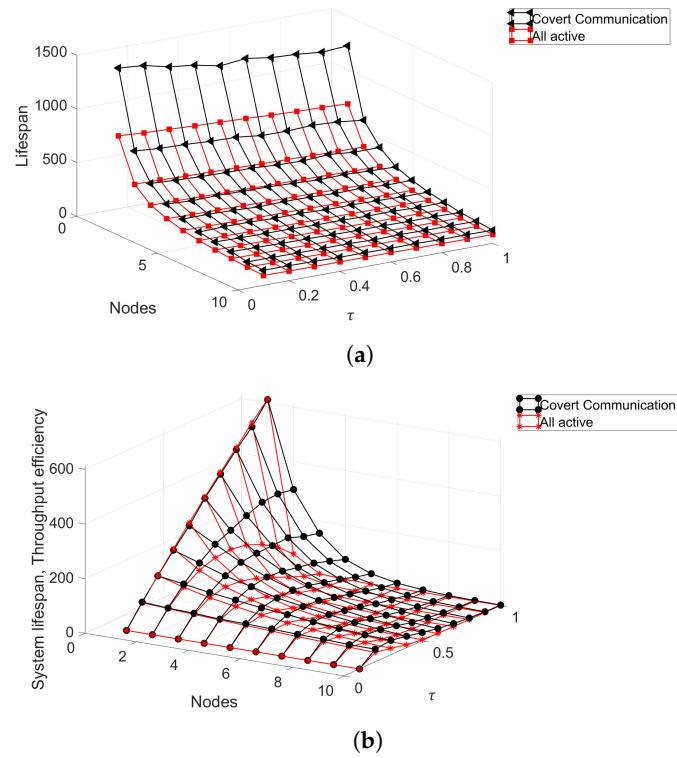 Covert Communication
All active
1500
1000
500
0
Lifespan
0
5
10
Nodes
0
0.2
0.4
0.6
0.8
1
τ
(a)
Covert Communication
All active
600
400
200
0
System lifespan, Throughput efficiency
0
2
4
6
8
10
Nodes
0
0.5
1
τ
(b)